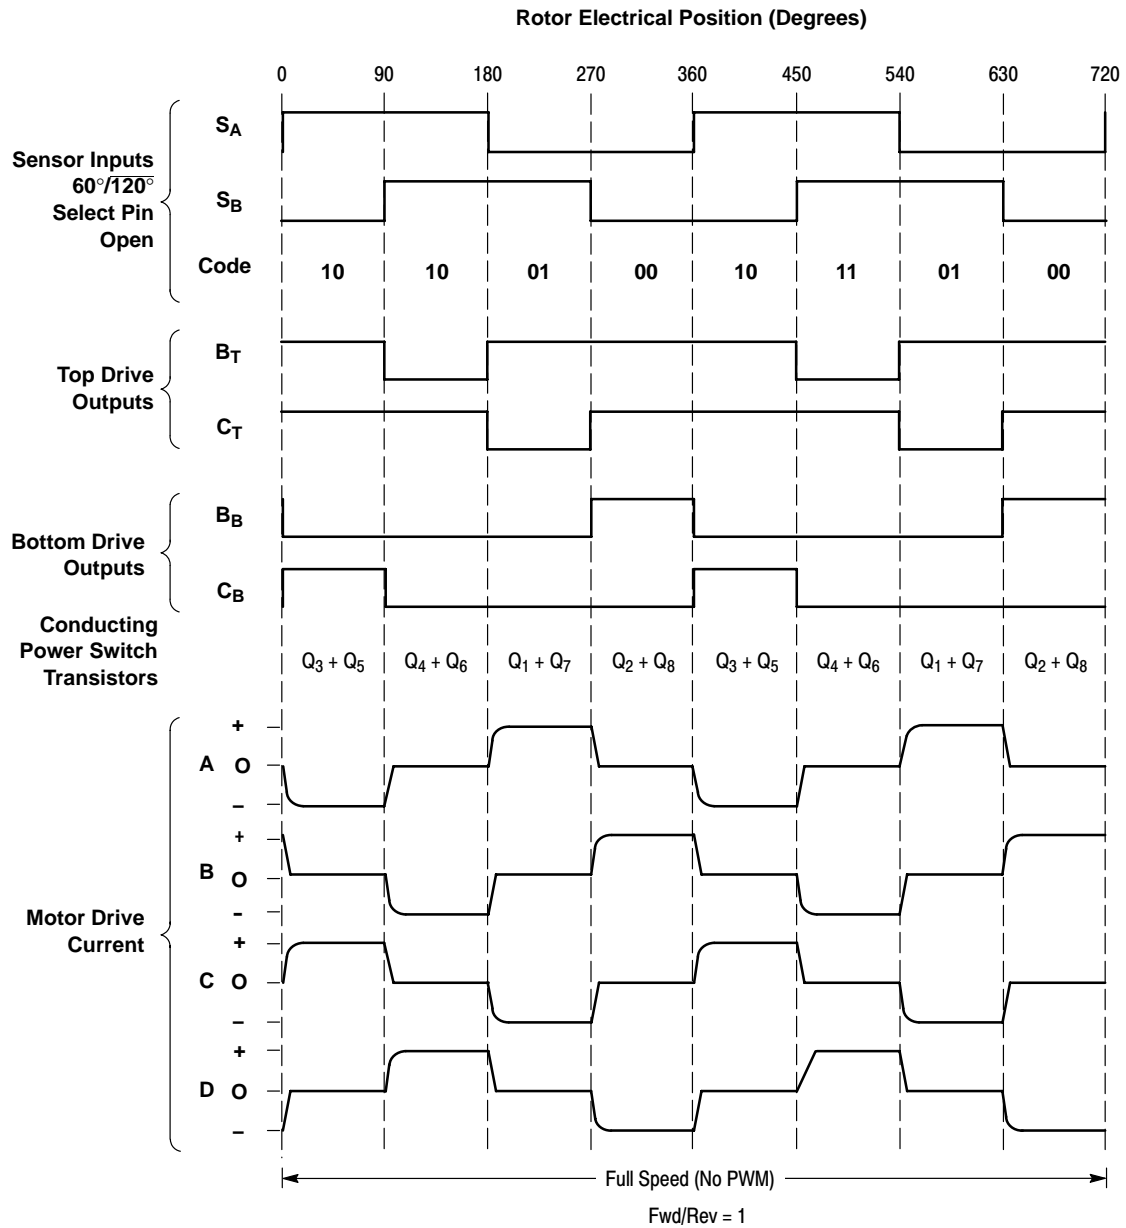 Rotor Electrical Position (Degrees)
0 90 180 270 360 450 540 630 720
Sensor Inputs
60°/120°
Select Pin
Open
SA
SB
Code
10 10 01 00 10 11 01 00
Top Drive
Outputs
BT
CT
Bottom Drive
Outputs
BB
CB
Conducting
Power Switch
Transistors
Q3 + Q5 Q4 + Q6 Q1 + Q7 Q2 + Q8 Q3 + Q5 Q4 + Q6 Q1 + Q7 Q2 + Q8
Motor Drive
Current
+
A O
–
+
B O
–
+
C O
–
+
D O
–
Full Speed (No PWM)
Fwd/Rev = 1